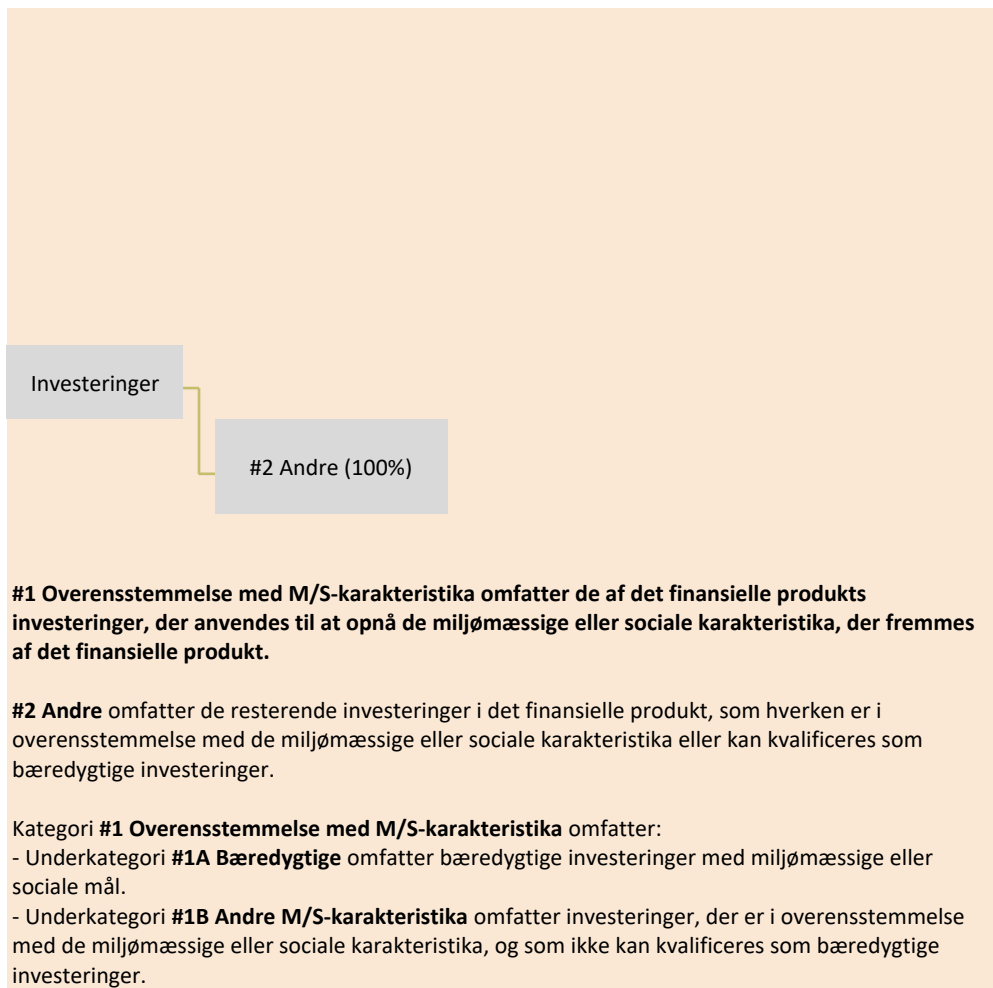 Investeringer
#2 Andre (100%)
#1 Overensstemmelse med M/S-karakteristika omfatter de af det finansielle produkts
investeringer, der anvendes til at opnå de miljømæssige eller sociale karakteristika, der fremmes
af det finansielle produkt.
#2 Andre omfatter de resterende investeringer i det finansielle produkt, som hverken er i
overensstemmelse med de miljømæssige eller sociale karakteristika eller kan kvalificeres som
bæredygtige investeringer.
Kategori #1 Overensstemmelse med M/S-karakteristika omfatter:
- Underkategori #1A Bæredygtige omfatter bæredygtige investeringer med miljømæssige eller
sociale mål.
- Underkategori #1B Andre M/S-karakteristika omfatter investeringer, der er i overensstemmelse
med de miljømæssige eller sociale karakteristika, og som ikke kan kvalificeres som bæredygtige
investeringer.